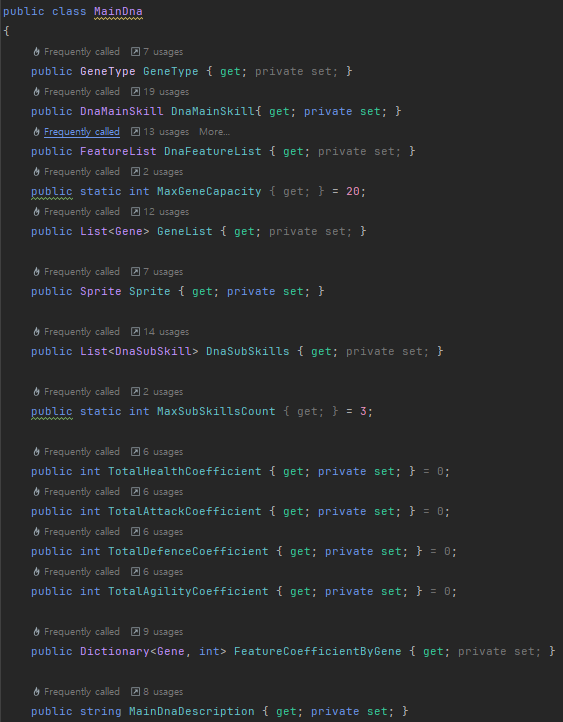 public class MainDna
{
Frequently called 7 usages
public GeneType GeneType { get; private set; }
Frequently called 19 usages
public DnaMainSkill DnaMainSkill{ get; private set; }
Frequently called 13 usages More...
public FeatureList DnaFeatureList { get; private set; }
Frequently called 2 usages
public static int MaxGeneCapacity { get; } = 20;
Frequently called 12 usages
public List<Gene> GeneList { get; private set; }
Frequently called 7 usages
public Sprite Sprite { get; private set; }
Frequently called 14 usages
public List<DnaSubSkill> DnaSubSkills { get; private set; }
Frequently called 2 usages
public static int MaxSubSkillsCount { get; } = 3;
Frequently called 6 usages
public int TotalHealthCoefficient { get; private set; } = 0;
Frequently called 6 usages
public int TotalAttackCoefficient { get; private set; } = 0;
Frequently called 6 usages
public int TotalDefenceCoefficient { get; private set; } = 0;
Frequently called 6 usages
public int TotalAgilityCoefficient { get; private set; } = 0;
Frequently called 9 usages
public Dictionary<Gene, int> FeatureCoefficientByGene { get; private set; }
Frequently called 8 usages
public string MainDnaDescription { get; private set; }